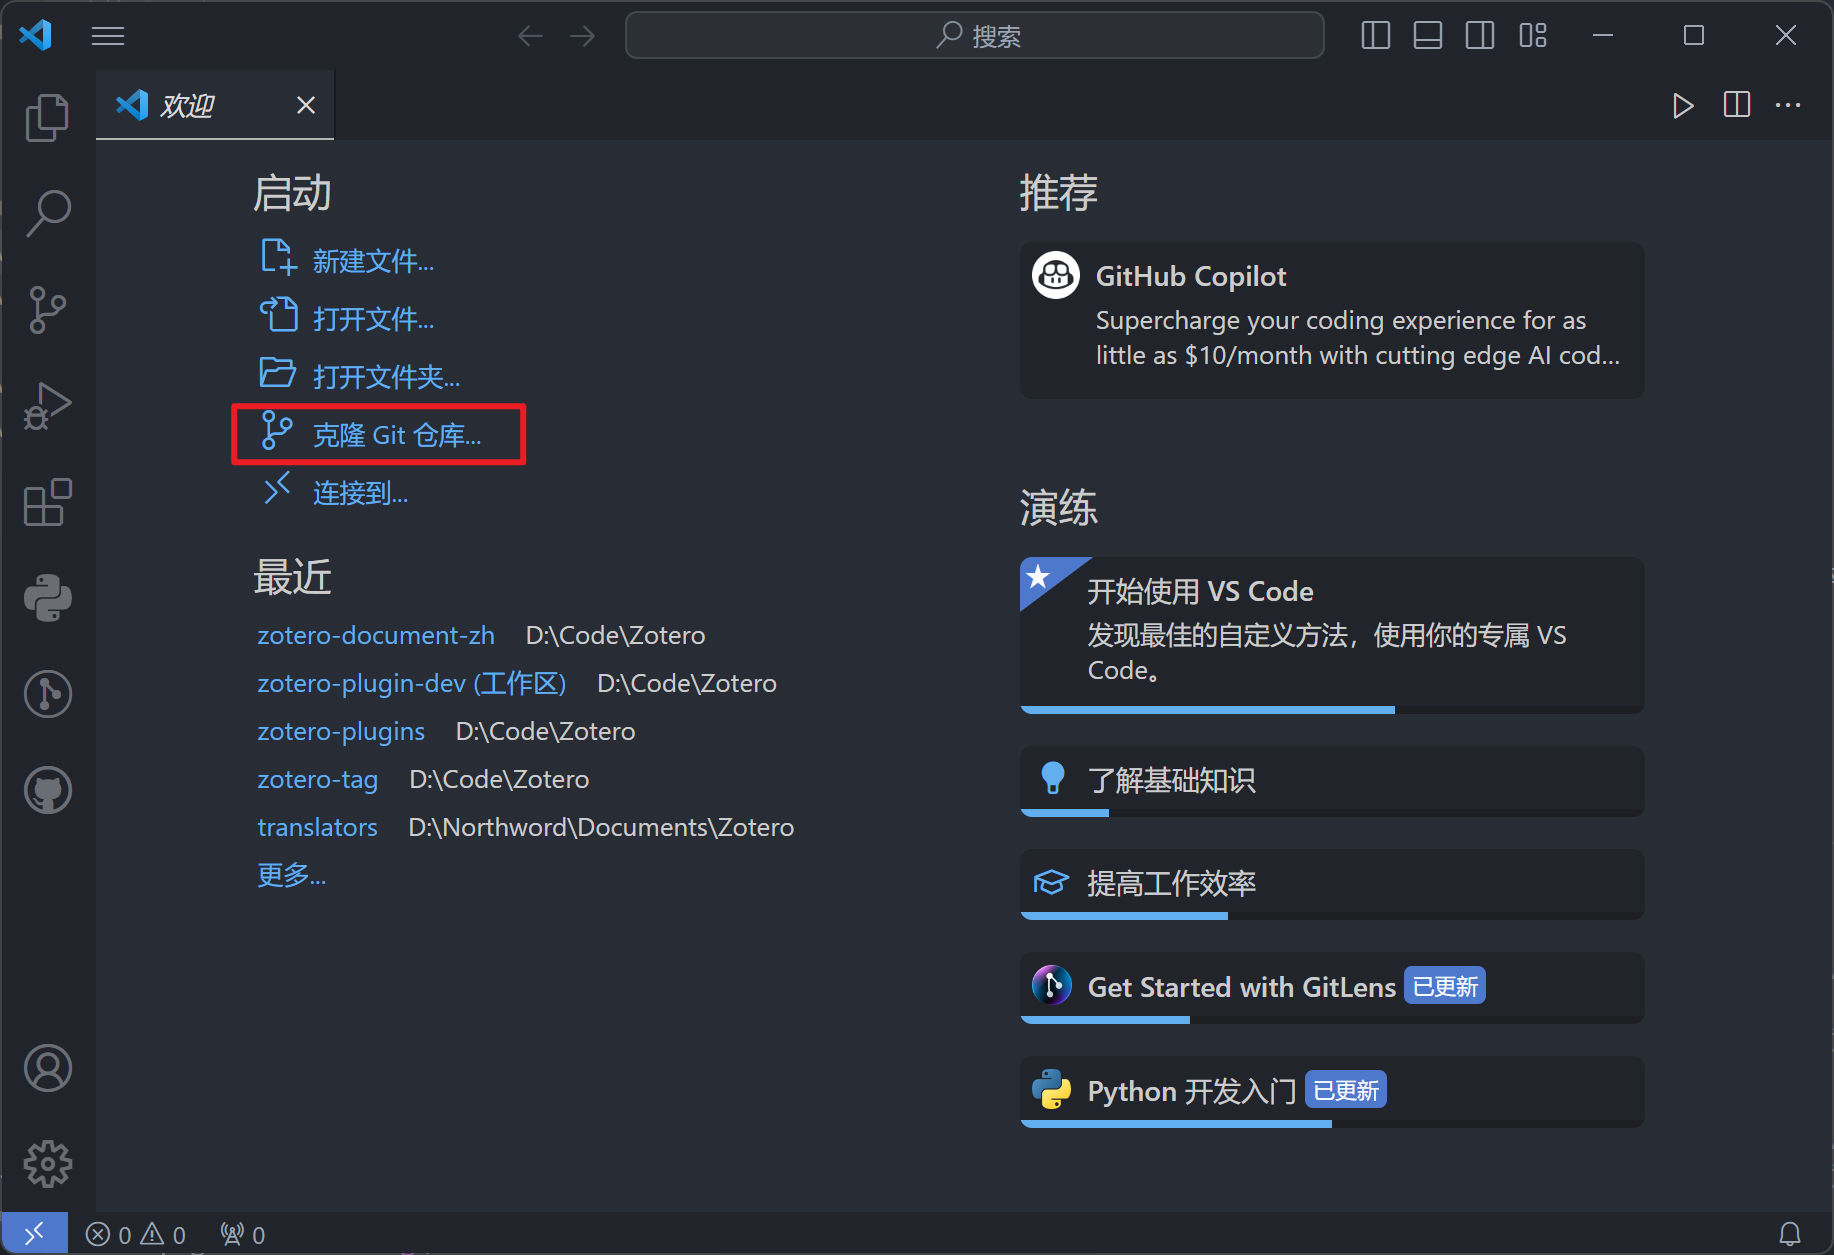 搜索
欢迎
启动
新建文件...
打开文件...
打开文件夹...
克隆 Git 仓库...
连接到...
最近
zotero-document-zh D:\Code\Zotero
zotero-plugin-dev (工作区) D:\Code\Zotero
zotero-plugins D:\Code\Zotero
zotero-tag D:\Code\Zotero
translators D:\Northword\Documents\Zotero
更多...
推荐
GitHub Copilot
Supercharge your coding experience for as
little as $10/month with cutting edge AI cod...
演练
开始使用 VS Code
发现最佳的自定义方法，使用你的专属 VS
Code。
了解基础知识
提高工作效率
Get Started with GitLens 已更新
Python 开发入门 已更新
0 0 0